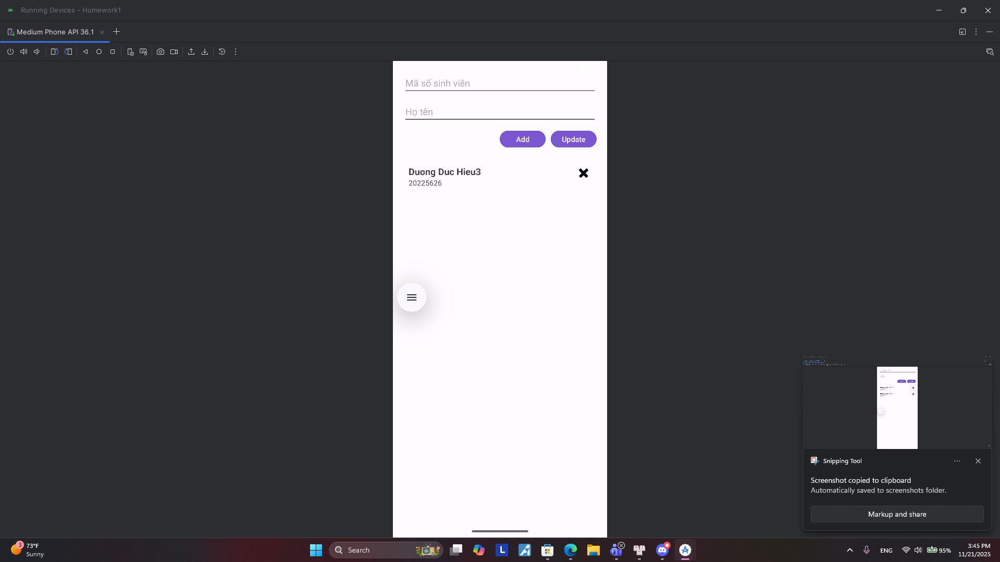 Running Devices - Homework1
Medium Phone API 36.1
Mã số sinh viên
Họ tên
Add
Update
Duong Duc Hieu3
20225626
Snipping Tool
Screenshot copied to clipboard
Automatically saved to screenshots folder.
Markup and share
3
73°F
Sunny
Search
L
ENG
95%
3:45 PM
11/21/2025